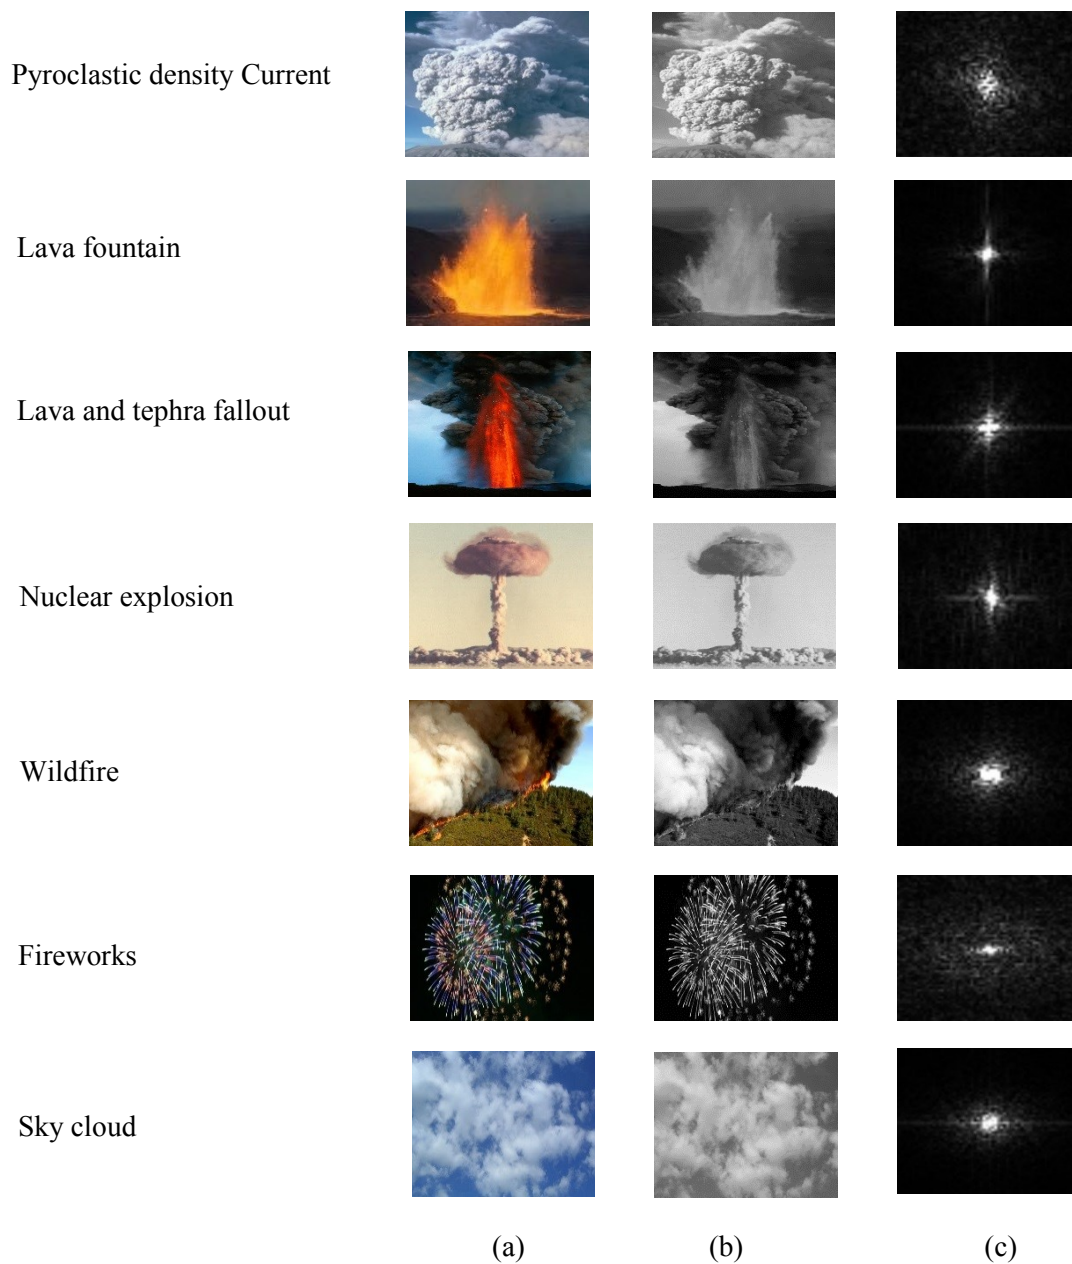 Pyroclastic density Current
Lava fountain
Lava and tephra fallout
Nuclear explosion
Wildfire
Fireworks
Sky cloud
(a) (b) (c)